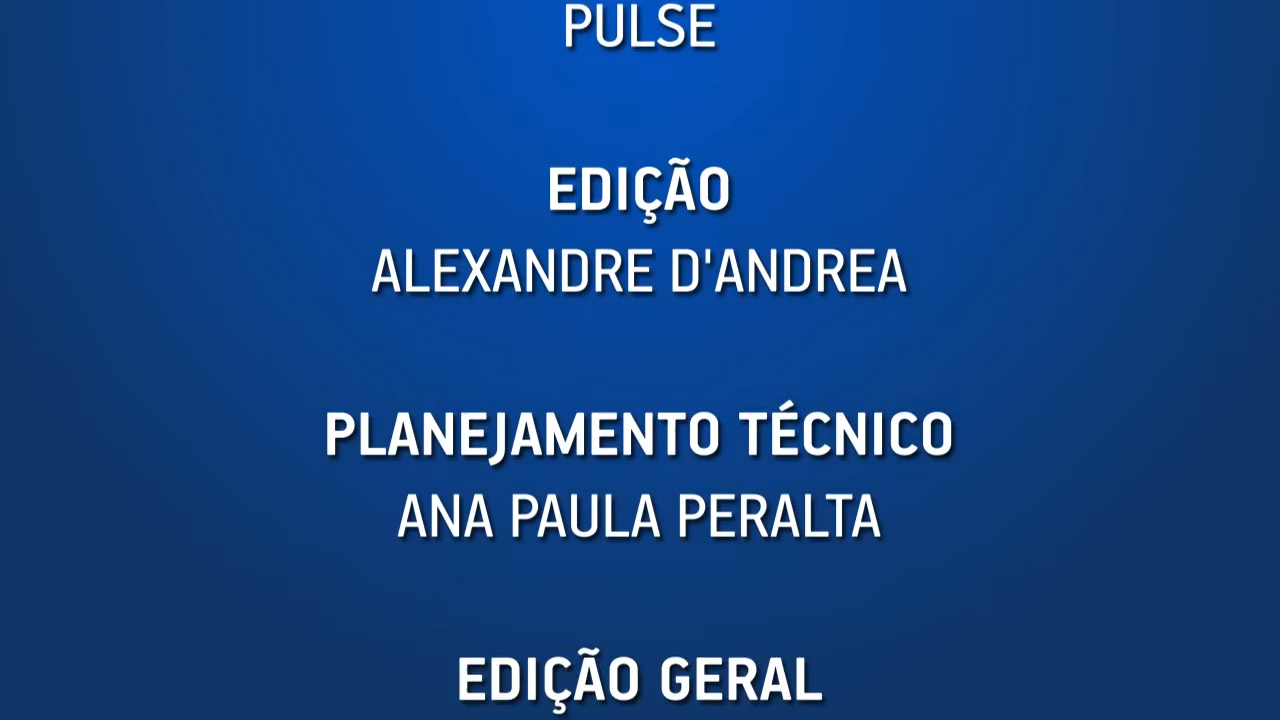 PULSE
EDIÇÃO
ALEXANDRE D'ANDREA
PLANEJAMENTO TÉCNICO
ANA PAULA PERALTA
EDIÇÃO GERAL